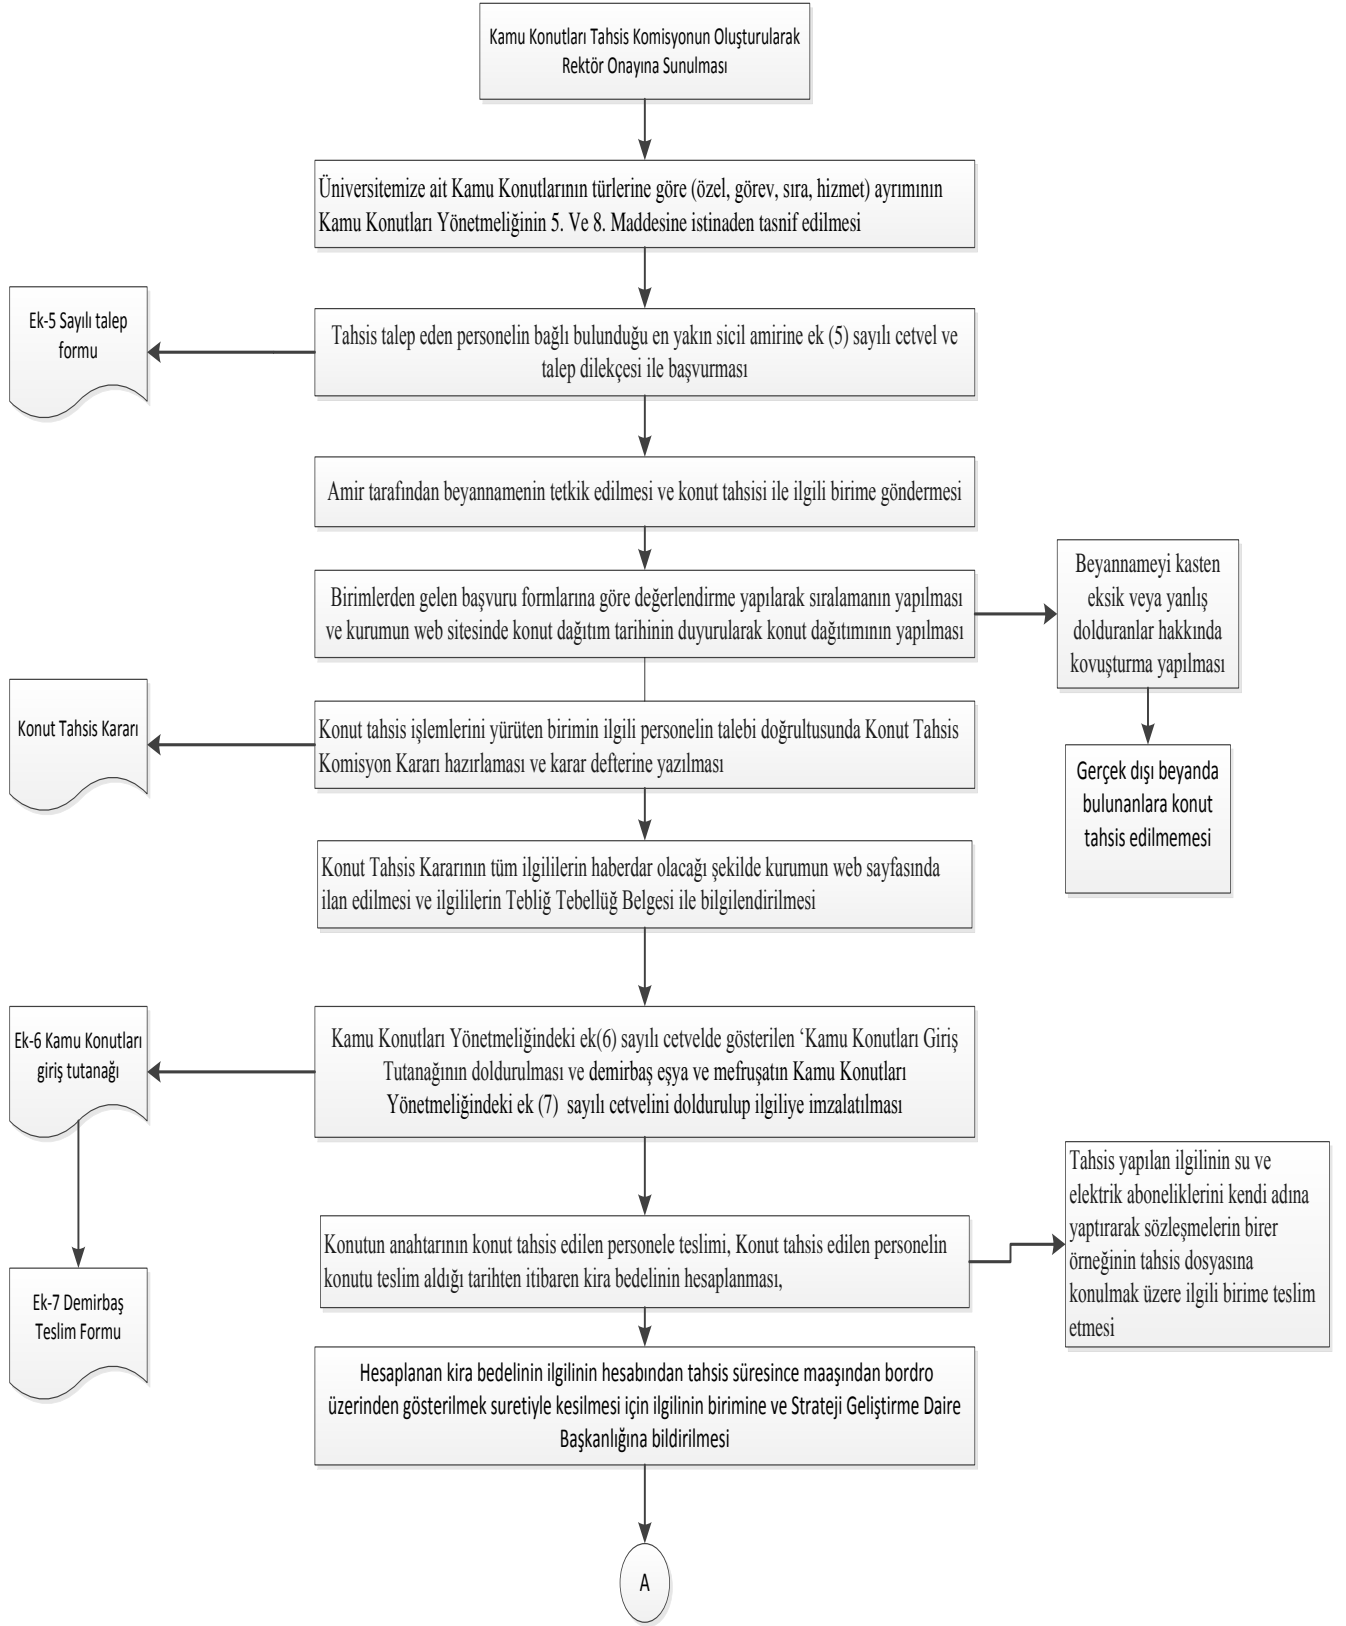 Kamu Konutları Tahsis Komisyonun Oluşturularak
Rektör Onayına Sunulması
Üniversitemize ait Kamu Konutlarının türlerine göre (özel, görev, sıra, hizmet) ayrımının
Kamu Konutları Yönetmeliğinin 5. Ve 8. Maddesine istinaden tasnif edilmesi
Ek-5 Sayılı talep
formu
Tahsis talep eden personelin bağlı bulunduğu en yakın sicil amirine ek (5) sayılı cetvel ve
talep dilekçesi ile başvurması
Amir tarafından beyannamenin tetkik edilmesi ve konut tahsisi ile ilgili birime göndermesi
Birimlerden gelen başvuru formlarına göre değerlendirme yapılarak sıralamanın yapılması
ve kurumun web sitesinde konut dağıtım tarihinin duyurularak konut dağıtımının yapılması
Beyannameyi kasten
eksik veya yanlış
dolduranlar hakkında
kovuşturma yapılması
Konut Tahsis Kararı
Konut tahsis işlemlerini yürüten birimin ilgili personelin talebi doğrultusunda Konut Tahsis
Komisyon Kararı hazırlaması ve karar defterine yazılması
Gerçek dışı beyanda
bulunanlara konut
tahsis edilmemesi
Konut Tahsis Kararının tüm ilgililerin haberdar olacağı şekilde kurumun web sayfasında
ilan edilmesi ve ilgililerin Tebliğ Tebellüğ Belgesi ile bilgilendirilmesi
Ek-6 Kamu Konutları
giriş tutanağı
Kamu Konutları Yönetmeliğindeki ek(6) sayılı cetvelde gösterilen ‘Kamu Konutları Giriş
Tutanağının doldurulması ve demirbaş eşya ve mefruşatın Kamu Konutları
Yönetmeliğindeki ek (7) sayılı cetvelini doldurulup ilgiliye imzalatılması
Tahsis yapılan ilgilinin su ve
elektrik aboneliklerini kendi adına
yaptırarak sözleşmelerin birer
örneğinin tahsis dosyasına
konulmak üzere ilgili birime teslim
etmesi
Konutun anahtarının konut tahsis edilen personele teslimi, Konut tahsis edilen personelin
konutu teslim aldığı tarihten itibaren kira bedelinin hesaplanması,
Ek-7 Demirbaş
Teslim Formu
Hesaplanan kira bedelinin ilgilinin hesabından tahsis süresince maaşından bordro
üzerinden gösterilmek suretiyle kesilmesi için ilgilinin birimine ve Strateji Geliştirme Daire
Başkanlığına bildirilmesi
A